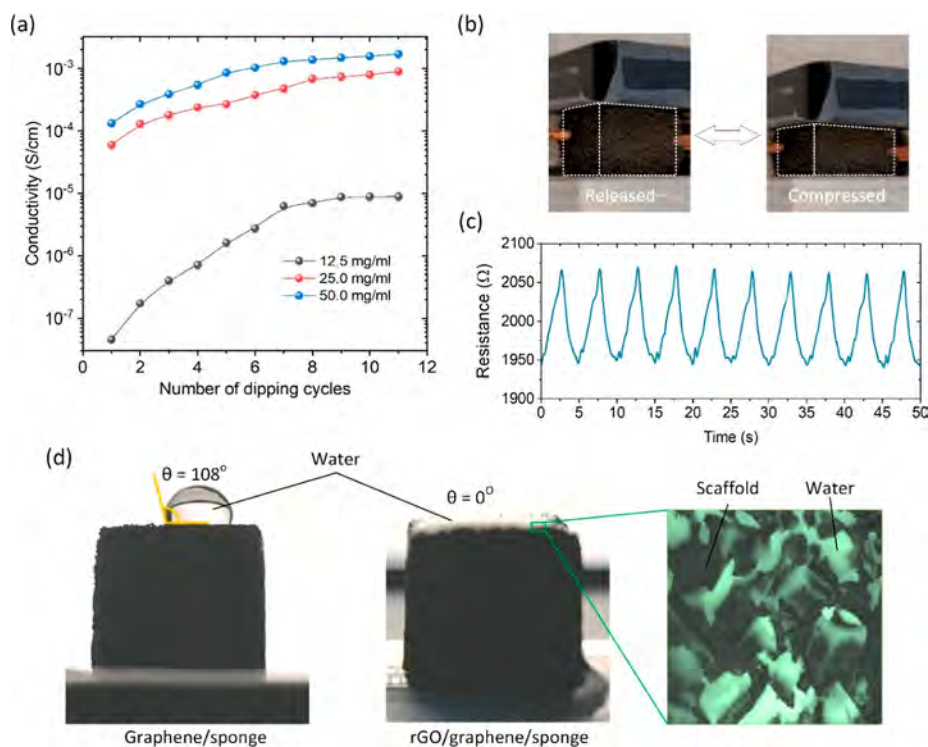 (a)
Conductivity (S/cm)
10⁻³
10⁻⁴
10⁻⁵
10⁻⁶
10⁻⁷
12.5 mg/ml
25.0 mg/ml
50.0 mg/ml
0 2 4 6 8 10 12
Number of dipping cycles
(b)
Released
Compressed
(c)
Resistance (Ω)
2100
2050
2000
1950
1900
0 5 10 15 20 25 30 35 40 45 50
Time (s)
(d)
θ = 108°
Water
θ = 0°
Scaffold Water
Graphene/sponge
rGO/graphene/sponge